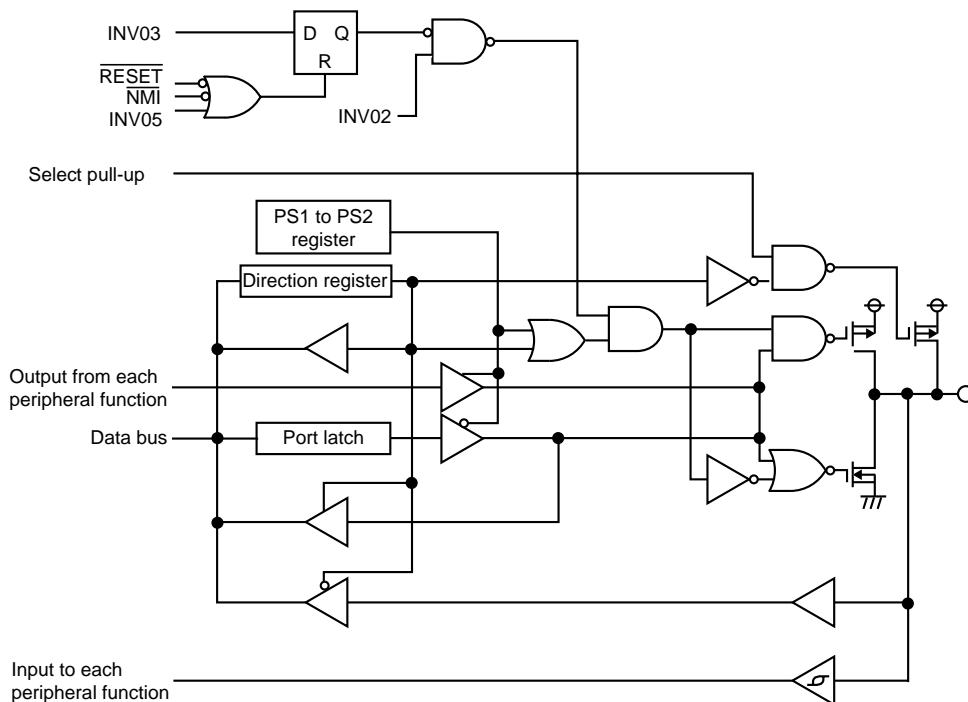 INV03
D Q
R
RESET
NMI
INV05
INV02
Select pull-up
PS1 to PS2
register
Direction register
Output from each
peripheral function
Data bus
Port latch
Input to each
peripheral function